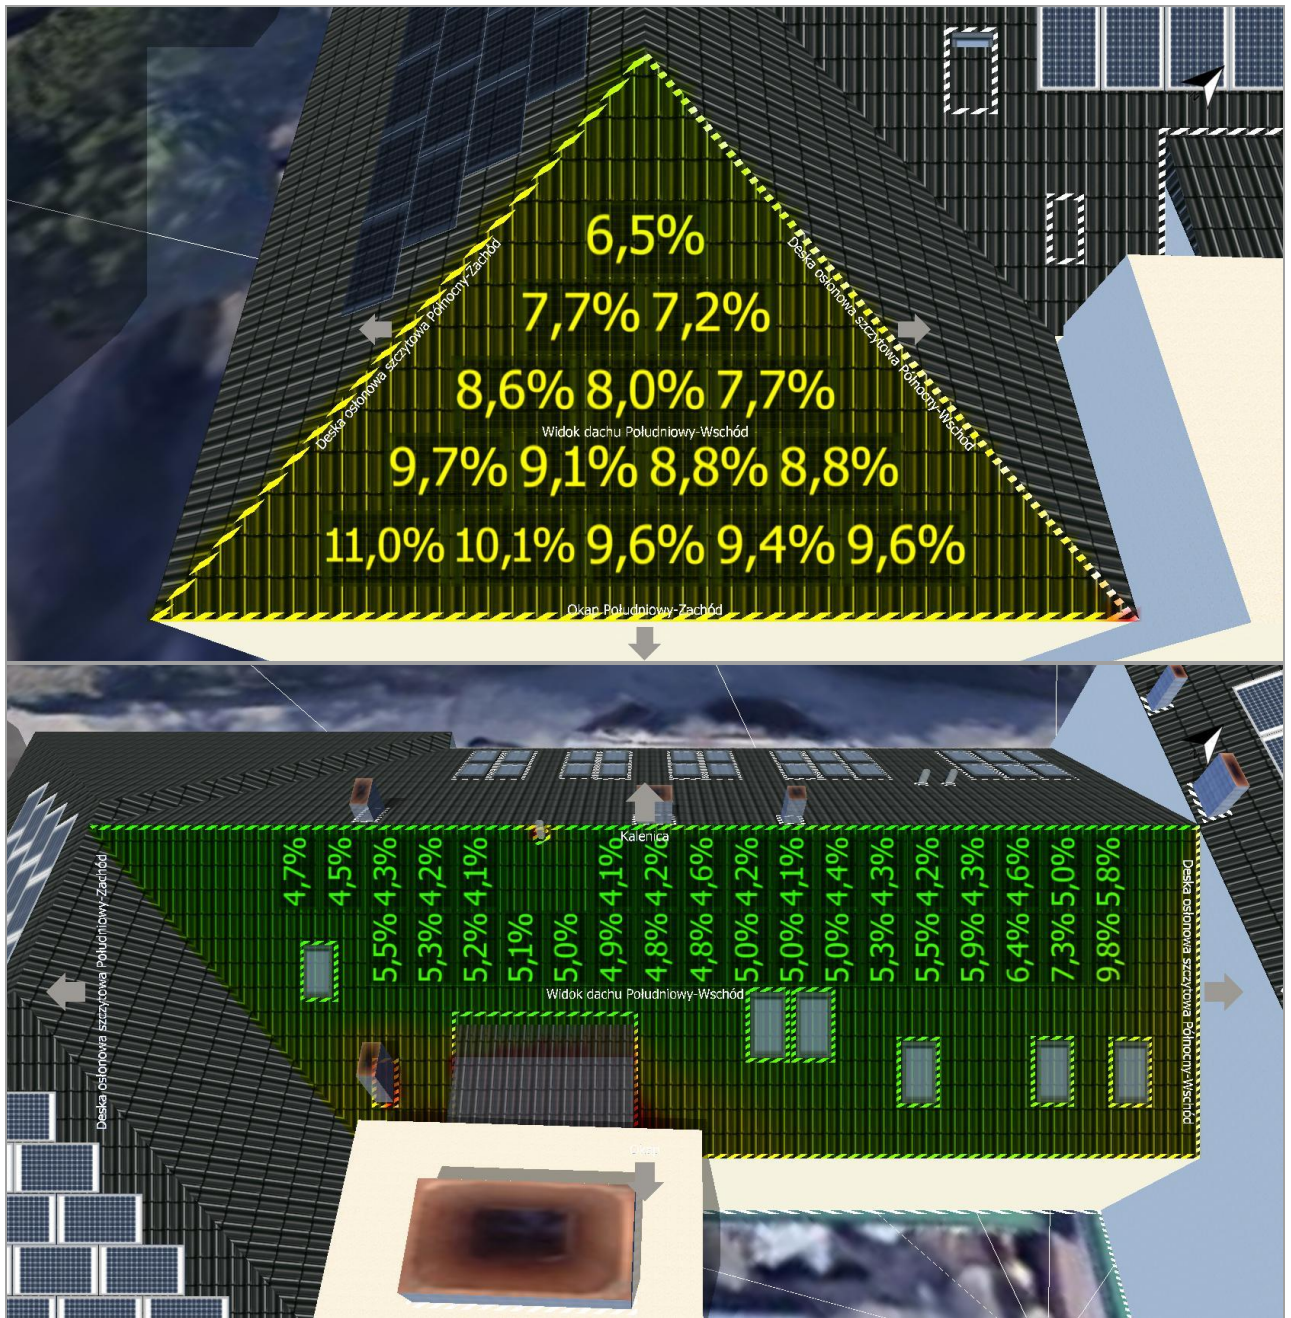 6,5%
7,7% 7,2%
8,6% 8,0% 7,7%
9,7% 9,1% 8,8% 8,8%
11,0% 10,1% 9,6% 9,4% 9,6%
Deska osłonowa szczytowa Północny-Zachód
Deska osłonowa szczytowa Północny-Wschód
Widok dachu Południowy-Wschód
Okap Południowy-Zachód
Kalenica
4,7%
4,5%
5,5% 4,3%
5,3% 4,2%
5,2% 4,1%
5,1%
5,0%
4,9% 4,1%
4,8% 4,2%
4,8% 4,6%
5,0% 4,2%
5,0% 4,1%
5,0% 4,4%
5,3% 4,3%
5,5% 4,2%
5,9% 4,3%
6,4% 4,6%
7,3% 5,0%
9,8% 5,8%
Deska osłonowa szczytowa Południowy-Zachód
Widok dachu Południowy-Wschód
Deska osłonowa szczytowa Północny-Wschód